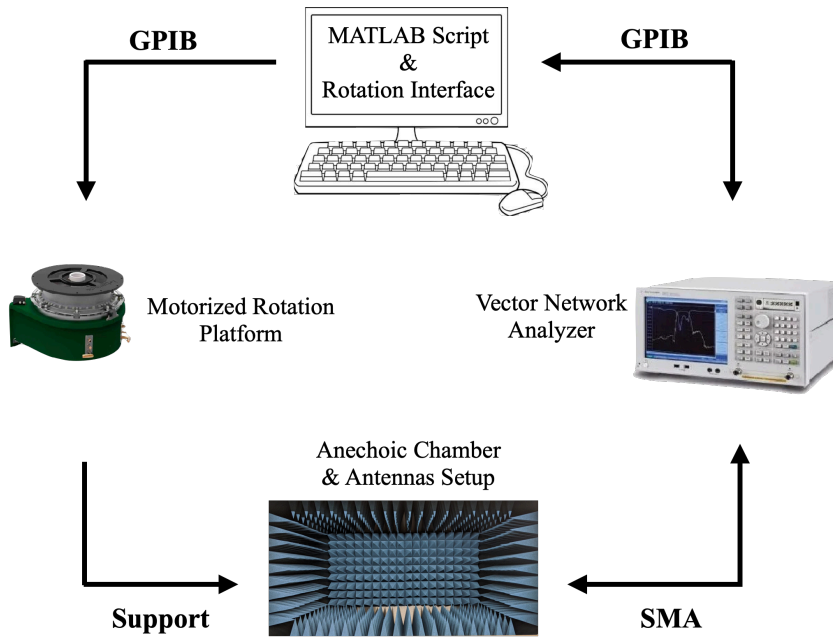 GPIB
MATLAB Script
&
Rotation Interface
GPIB
Motorized Rotation
Platform
Vector Network
Analyzer
Anechoic Chamber
& Antennas Setup
Support
SMA